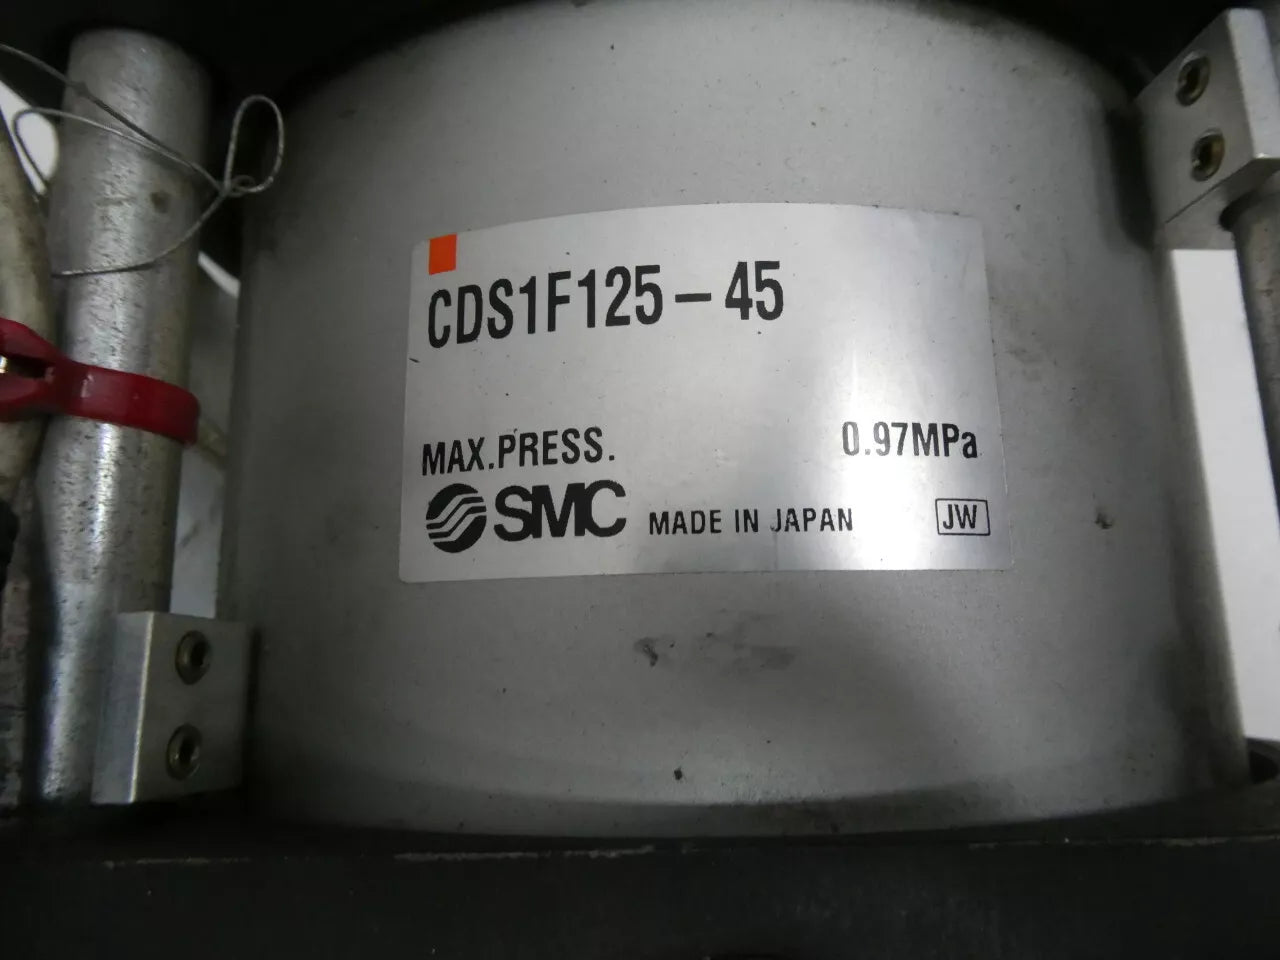 CDS1F125-45
MAX.PRESS. 0.97MPa
SMC MADE IN JAPAN JW